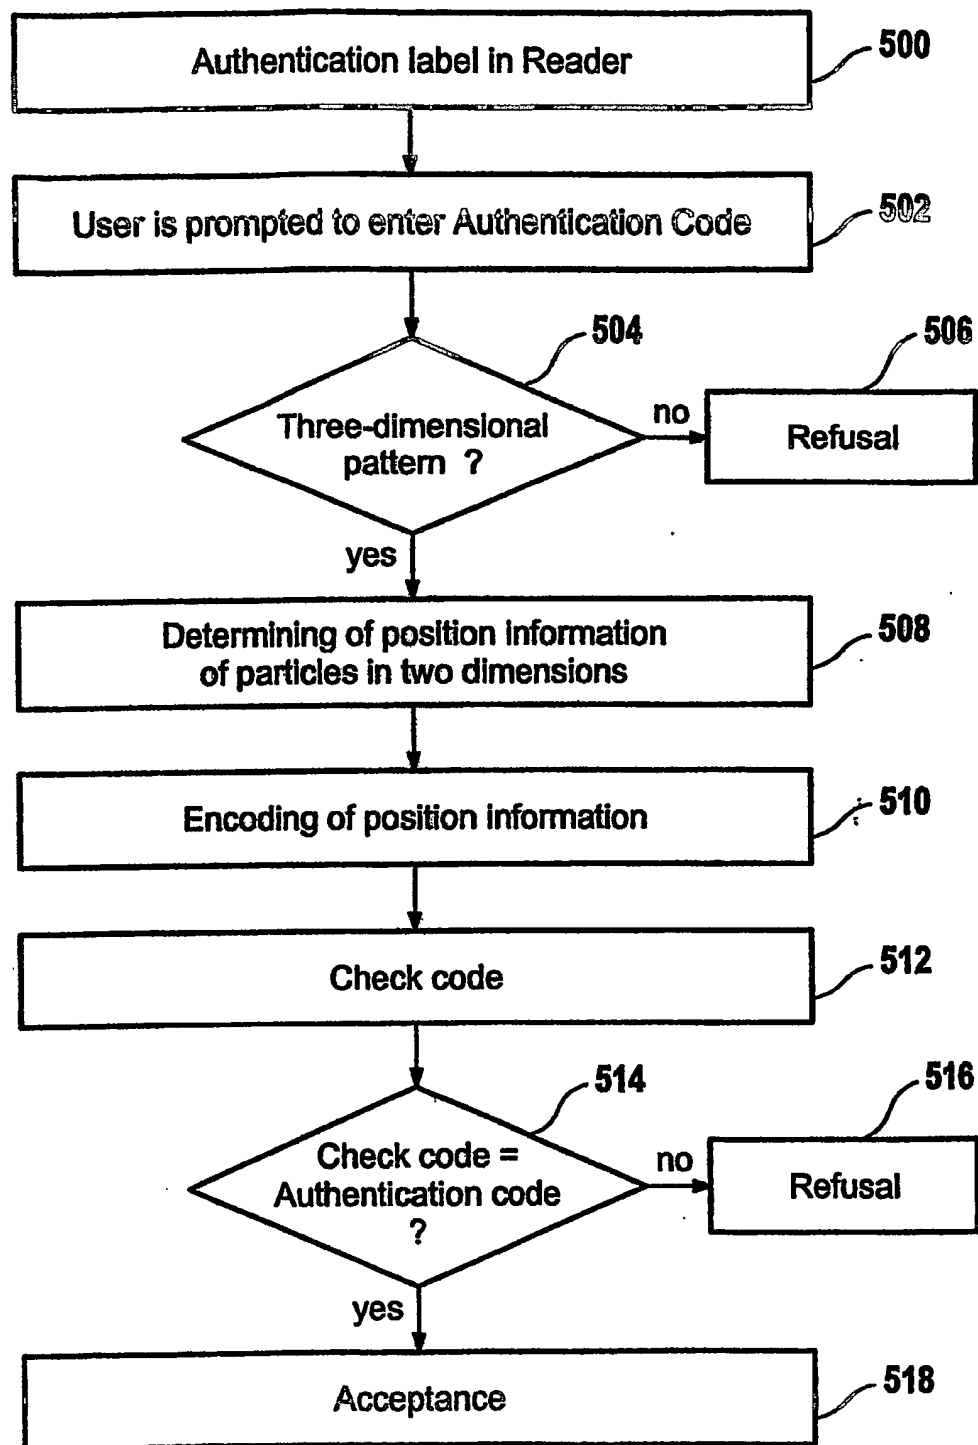 Authentication label in Reader
500
User is prompted to enter Authentication Code
502
504
506
Three-dimensional
pattern ?
no
Refusal
yes
Determining of position information
of particles in two dimensions
508
Encoding of position information
510
Check code
512
514
516
Check code =
Authentication code
?
no
Refusal
yes
Acceptance
518